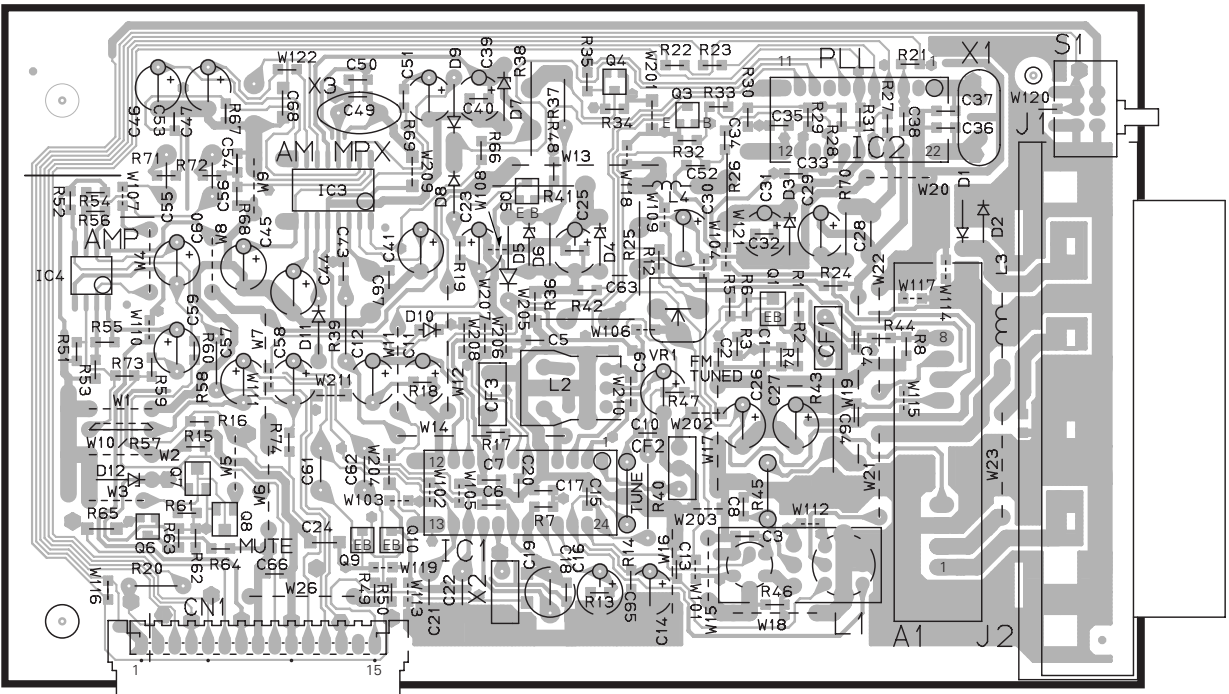 S1
W122
C50
C51
D9
C39
R38
R35
Q4
W201
R22
R23
11
PLL
R21
1
X1
X3
C49
C40
D7
R37
R30
R27
C37
W120
C46
C53
C47
R67
C68
R34
Q3
R33
C35
R29
R31
C38
J1
E
B
C34
C36
AM MPX
R69
R66
R48
R28
R71
R72
C54
W209
W13
R32
12
IC2
22
C33
R52
R54
W107
C55
IC3
D8
C23
W108
Q5
R41
C25
W118
C52
L4
C30
C31
D3
C29
R70
W20
D1
R56
C60
R68
C45
E B
W109
D2
AMP
C43
C41
D5
D6
D4
R25
W104
W121
C32
C28
IC4
C44
C67
R19
R36
R12
R5
Q1
R1
R24
W22
L3
C59
W207
R42
C63
R6
W117
W114
R55
W110
D10
W205
W106
EB
R2
CF1
R44
R51
R60
C57
W7
C58
D11
R39
C12
C11
W208
W206
C5
C9
VR1
C2
R3
C1
R4
C4
R8
8
R73
FM
TUNED
R53
R59
R58
W11
W211
R18
W12
CF3
L2
W210
R47
C26
C27
R43
W19
W115
W1
R16
R74
W14
R17
C10
W202
C64
W10
R57
R15
CF2
W17
W2
W5
C61
C62
W204
12
C7
C20
1
W21
W23
D12
W3
Q7
W103
W102
W105
C6
C17
C15
TUNE
R40
R45
R65
R61
Q8
13
R7
24
W203
C8
W112
Q6
R63
MUTE
C24
EB
EB
Q10
IC1
C19
C18
C16
R14
W16
C13
C3
R62
R64
C66
Q9
W119
X2
1
W116
R20
W26
R49
R50
W113
C22
R13
C65
W101
R46
CN1
C21
C14
W15
W18
L1
A1
J2
1
15